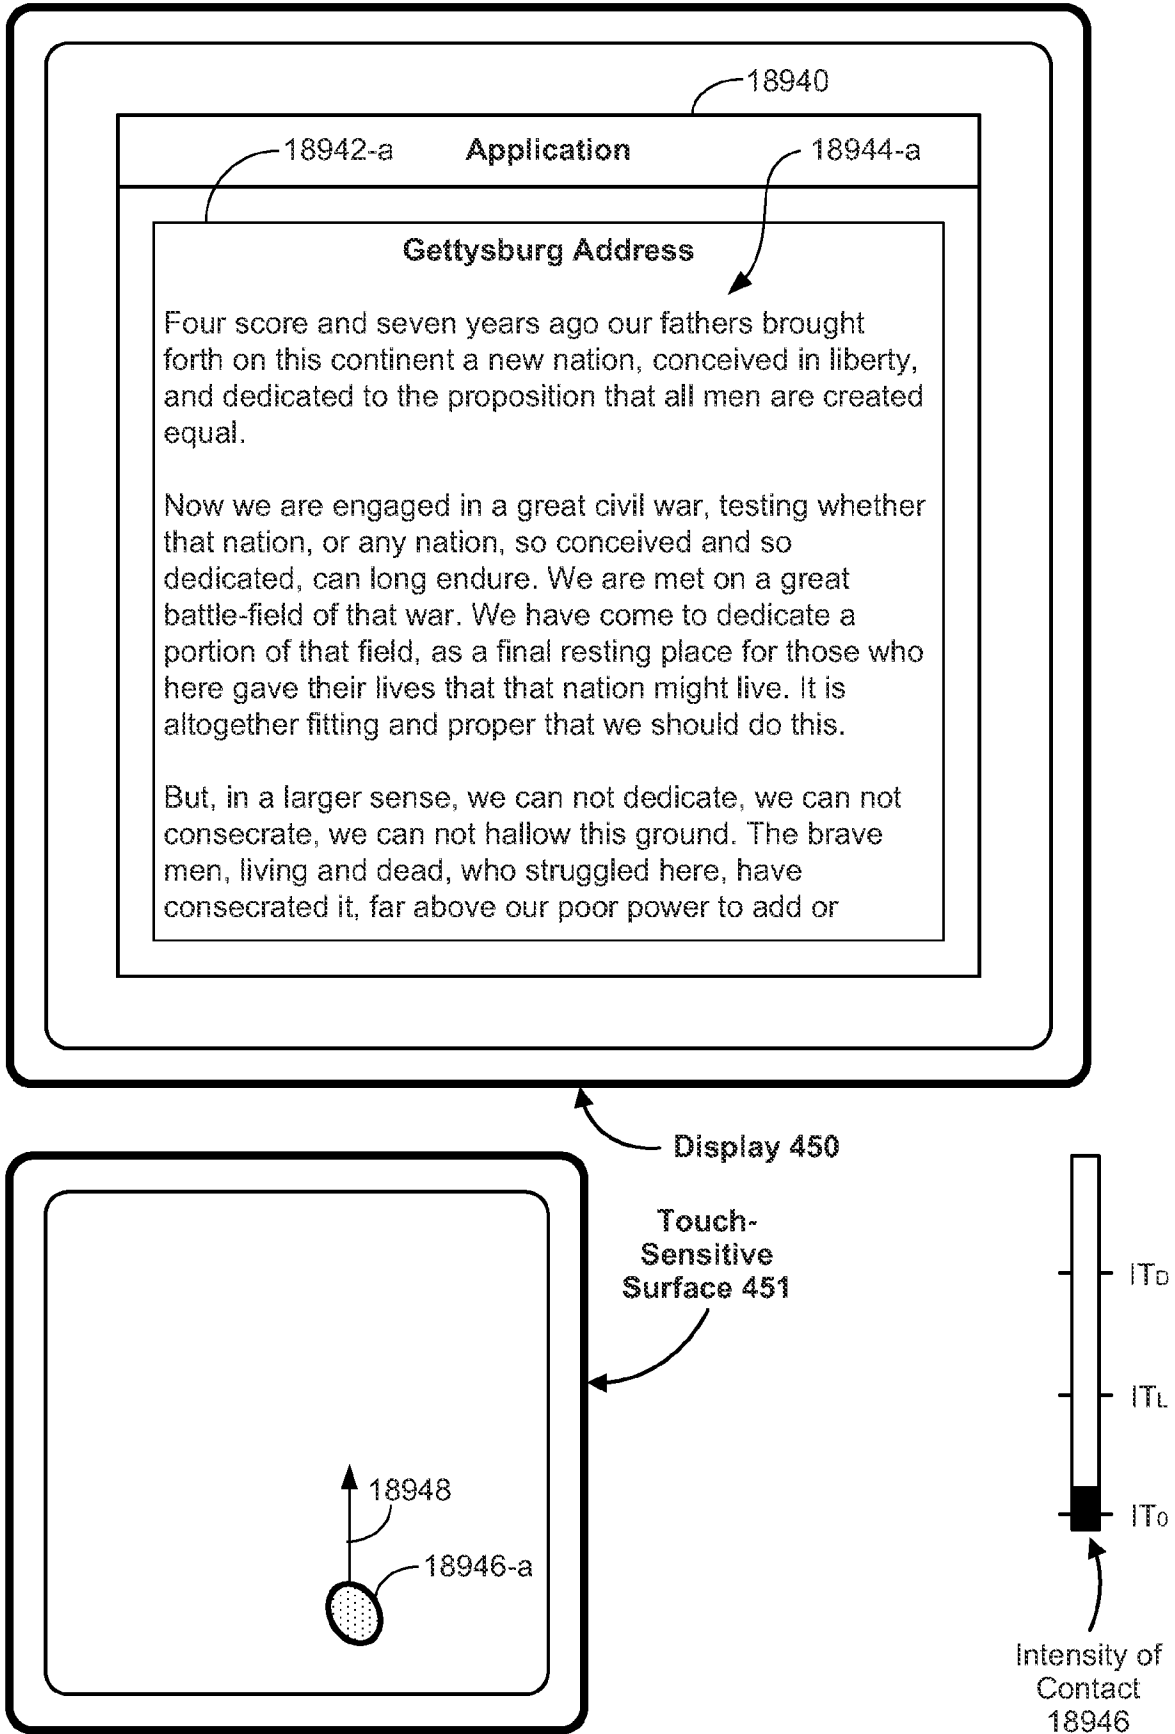 18940
18942-a
Application
18944-a
Gettysburg Address
Four score and seven years ago our fathers brought
forth on this continent a new nation, conceived in liberty,
and dedicated to the proposition that all men are created
equal.
Now we are engaged in a great civil war, testing whether
that nation, or any nation, so conceived and so
dedicated, can long endure. We are met on a great
battle-field of that war. We have come to dedicate a
portion of that field, as a final resting place for those who
here gave their lives that that nation might live. It is
altogether fitting and proper that we should do this.
But, in a larger sense, we can not dedicate, we can not
consecrate, we can not hallow this ground. The brave
men, living and dead, who struggled here, have
consecrated it, far above our poor power to add or
Display 450
Touch-
Sensitive
Surface 451
ITD
ITL
IT0
18948
18946-a
Intensity of
Contact
18946